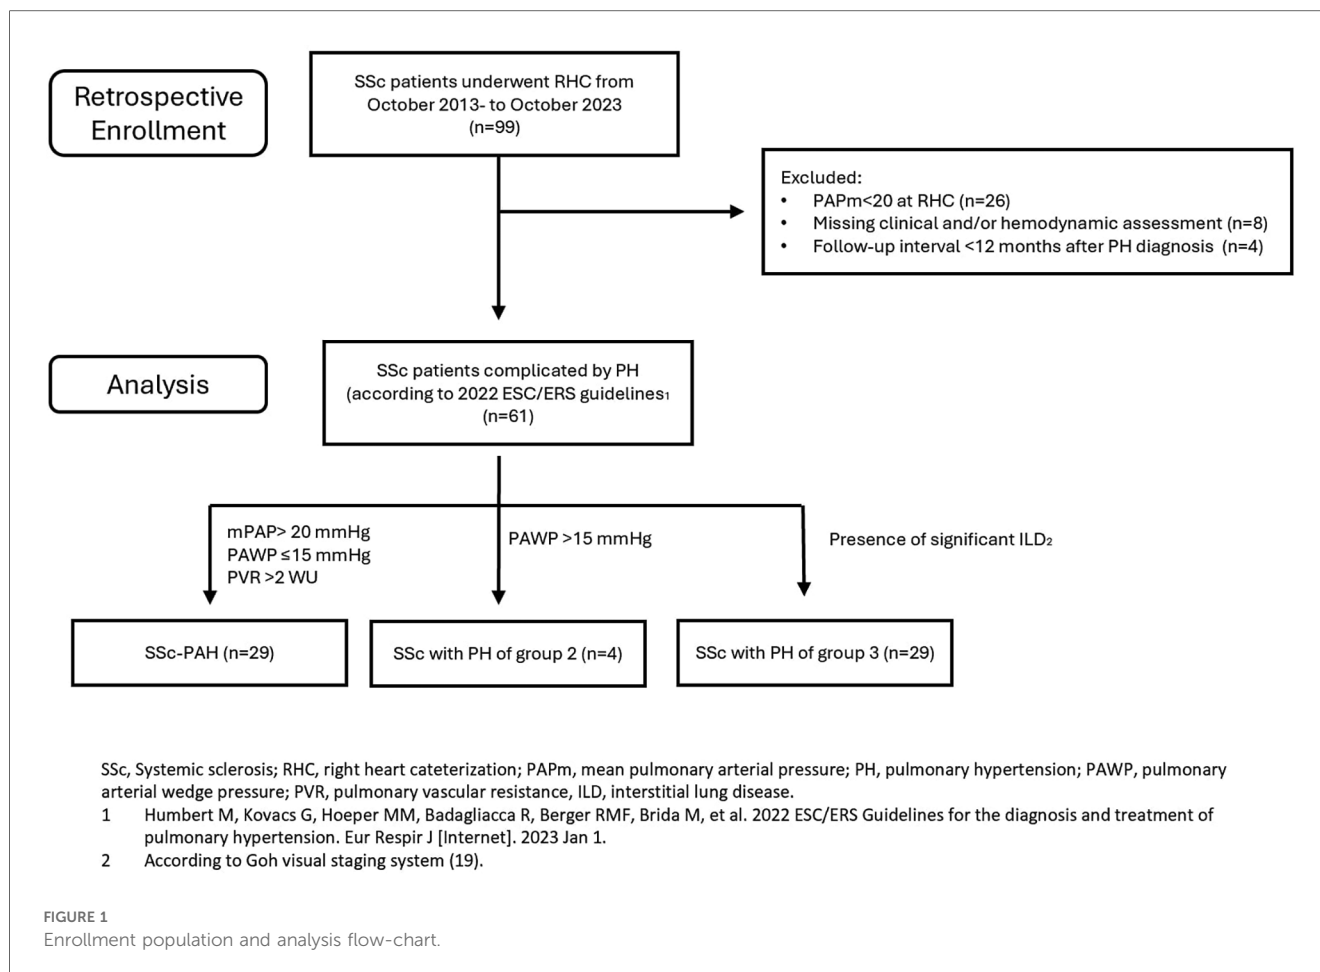 Retrospective
Enrollment
SSc patients underwent RHC from
October 2013- to October 2023
(n=99)
Excluded:
• PAPm<20 at RHC (n=26)
• Missing clinical and/or hemodynamic assessment (n=8)
• Follow-up interval <12 months after PH diagnosis (n=4)
Analysis
SSc patients complicated by PH
(according to 2022 ESC/ERS guidelines₁
(n=61)
mPAP> 20 mmHg
PAWP ≤15 mmHg
PVR >2 WU
PAWP >15 mmHg
Presence of significant ILD₂
SSc-PAH (n=29)
SSc with PH of group 2 (n=4)
SSc with PH of group 3 (n=29)
SSc, Systemic sclerosis; RHC, right heart cateterization; PAPm, mean pulmonary arterial pressure; PH, pulmonary hypertension; PAWP, pulmonary
arterial wedge pressure; PVR, pulmonary vascular resistance, ILD, interstitial lung disease.
1 Humbert M, Kovacs G, Hoeper MM, Badagliacca R, Berger RMF, Brida M, et al. 2022 ESC/ERS Guidelines for the diagnosis and treatment of
pulmonary hypertension. Eur Respir J [Internet]. 2023 Jan 1.
2 According to Goh visual staging system (19).
FIGURE 1
Enrollment population and analysis flow-chart.